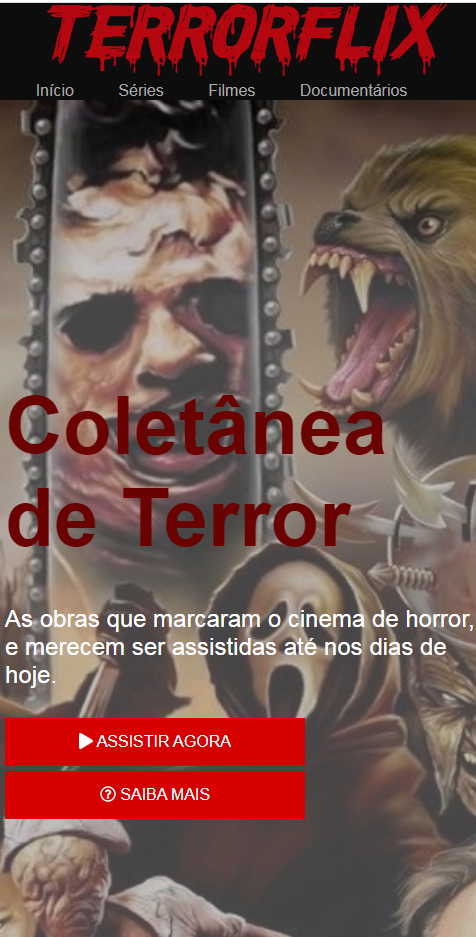 TERRORFLIX
Início Séries Filmes Documentários
Coletânea
de Terror
As obras que marcaram o cinema de horror,
e merecem ser assistidas até nos dias de
hoje.
ASSISTIR AGORA
SAIBA MAIS